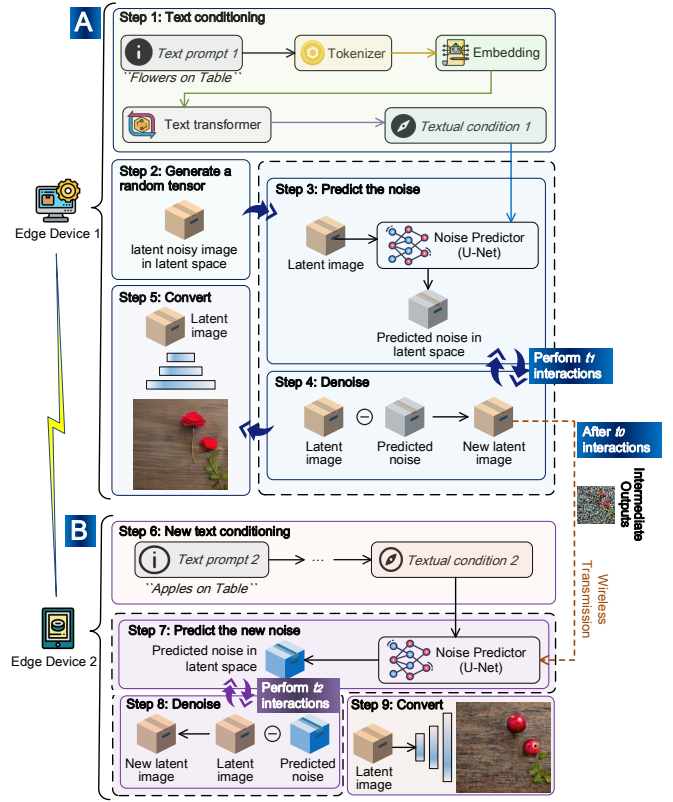 A
Step 1: Text conditioning
Text prompt 1
Tokenizer
Embedding
``Flowers on Table``
Text transformer
Textual condition 1
Edge Device 1
Step 2: Generate a
random tensor
latent noisy image
in latent space
Step 3: Predict the noise
Latent image
Noise Predictor
(U-Net)
Predicted noise in
latent space
Step 5: Convert
Latent
image
Perform t1
interactions
Step 4: Denoise
Latent
image
Predicted
noise
New latent
image
After t0
interactions
Intermediate
Outputs
Wireless
Transmission
B
Step 6: New text conditioning
Text prompt 2
...
Textual condition 2
``Apples on Table``
Edge Device 2
Step 7: Predict the new noise
Predicted noise in
latent space
Noise Predictor
(U-Net)
Perform t2
interactions
Step 8: Denoise
New latent
image
Latent
image
Predicted
noise
Step 9: Convert
Latent
image